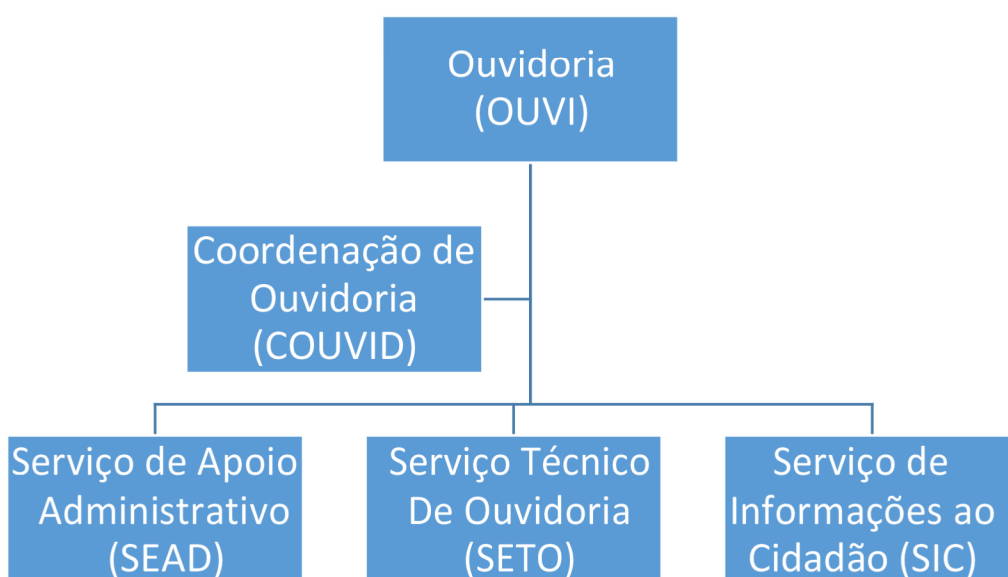 Ouvidoria
(OUVI)
Coordenação de
Ouvidoria
(COUVID)
Serviço de Apoio
Administrativo
(SEAD)
Serviço Técnico
De Ouvidoria
(SETO)
Serviço de
Informações ao
Cidadão (SIC)